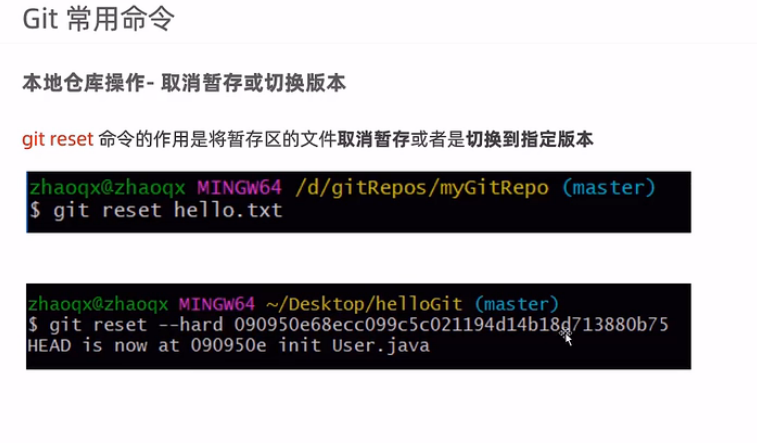 Git 常用命令
本地仓库操作- 取消暂存或切换版本
git reset 命令的作用是将暂存区的文件取消暂存或者是切换到指定版本
zhaoqx@zhaoqx MINGW64 /d/gitRepos/myGitRepo (master)
$ git reset hello.txt
zhaoqx@zhaoqx MINGW64 ~/Desktop/helloGit (master)
$ git reset --hard 090950e68ecc099c5c021194d14b18d713880b75
HEAD is now at 090950e init User.java